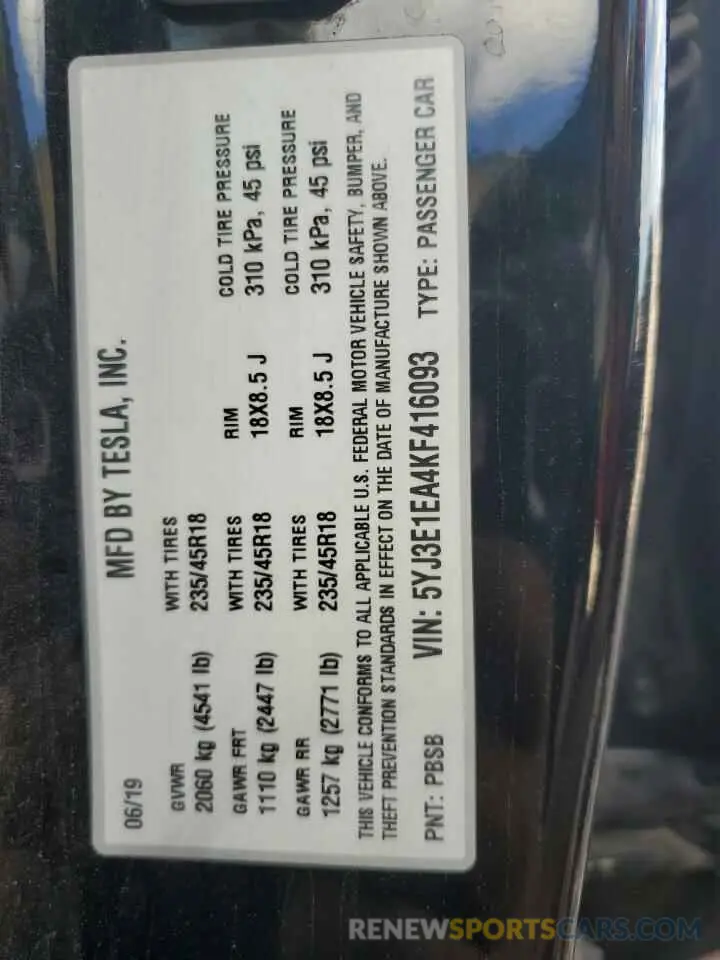 MFD BY TESLA, INC.
06/19
GVWR WITH TIRES
2060 kg (4541 lb) 235/45R18
GAWR FRT WITH TIRES RIM COLD TIRE PRESSURE
1110 kg (2447 lb) 235/45R18 18X8.5 J 310 kPa, 45 psi
GAWR RR WITH TIRES RIM COLD TIRE PRESSURE
1257 kg (2771 lb) 235/45R18 18X8.5 J 310 kPa, 45 psi
THIS VEHICLE CONFORMS TO ALL APPLICABLE U.S. FEDERAL MOTOR VEHICLE SAFETY, BUMPER, AND
THEFT PREVENTION STANDARDS IN EFFECT ON THE DATE OF MANUFACTURE SHOWN ABOVE.
PNT: PBSB VIN: 5YJ3E1EA4KF416093 TYPE: PASSENGER CAR
RENEWSPORTSCARS.COM